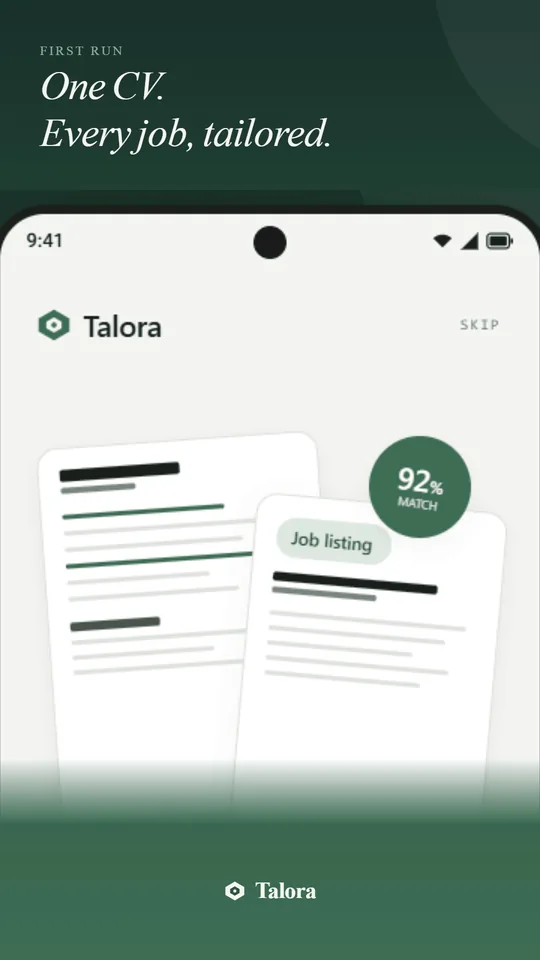 FIRST RUN
One CV.
Every job, tailored.
9:41
Talora
SKIP
92%
MATCH
Job listing
Talora